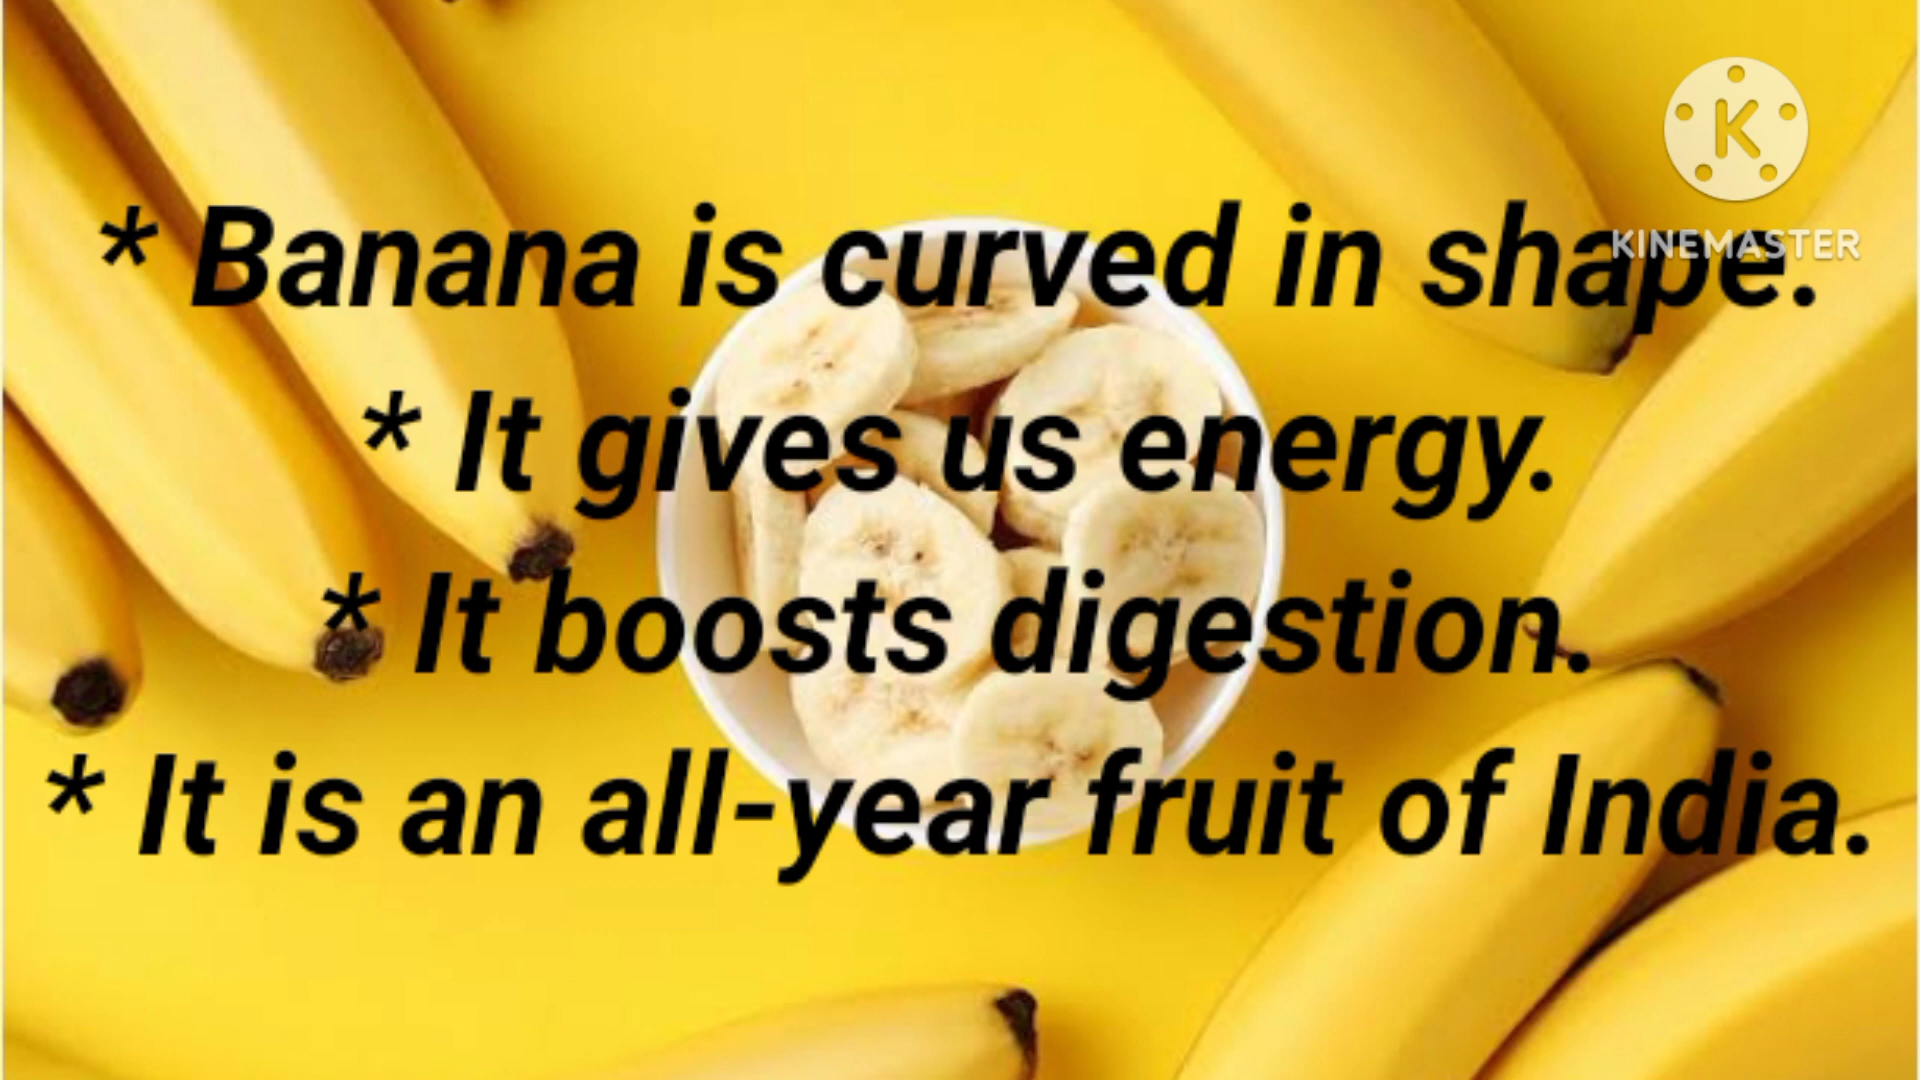 K
KINEMASTER
* Banana is curved in shape.
* It gives us energy.
* It boosts digestion.
* It is an all-year fruit of India.